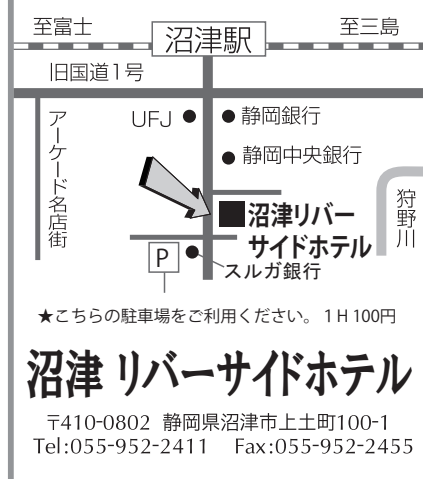 至富士
沼津駅
至三島
旧国道1号
アーケード名店街
UFJ
静岡銀行
静岡中央銀行
狩野川
沼津リバー
サイドホテル
P
スルガ銀行
★こちらの駐車場をご利用ください。1H100円
沼津 リバーサイドホテル
〒410-0802 静岡県沼津市上土町100-1
Tel:055-952-2411 Fax:055-952-2455